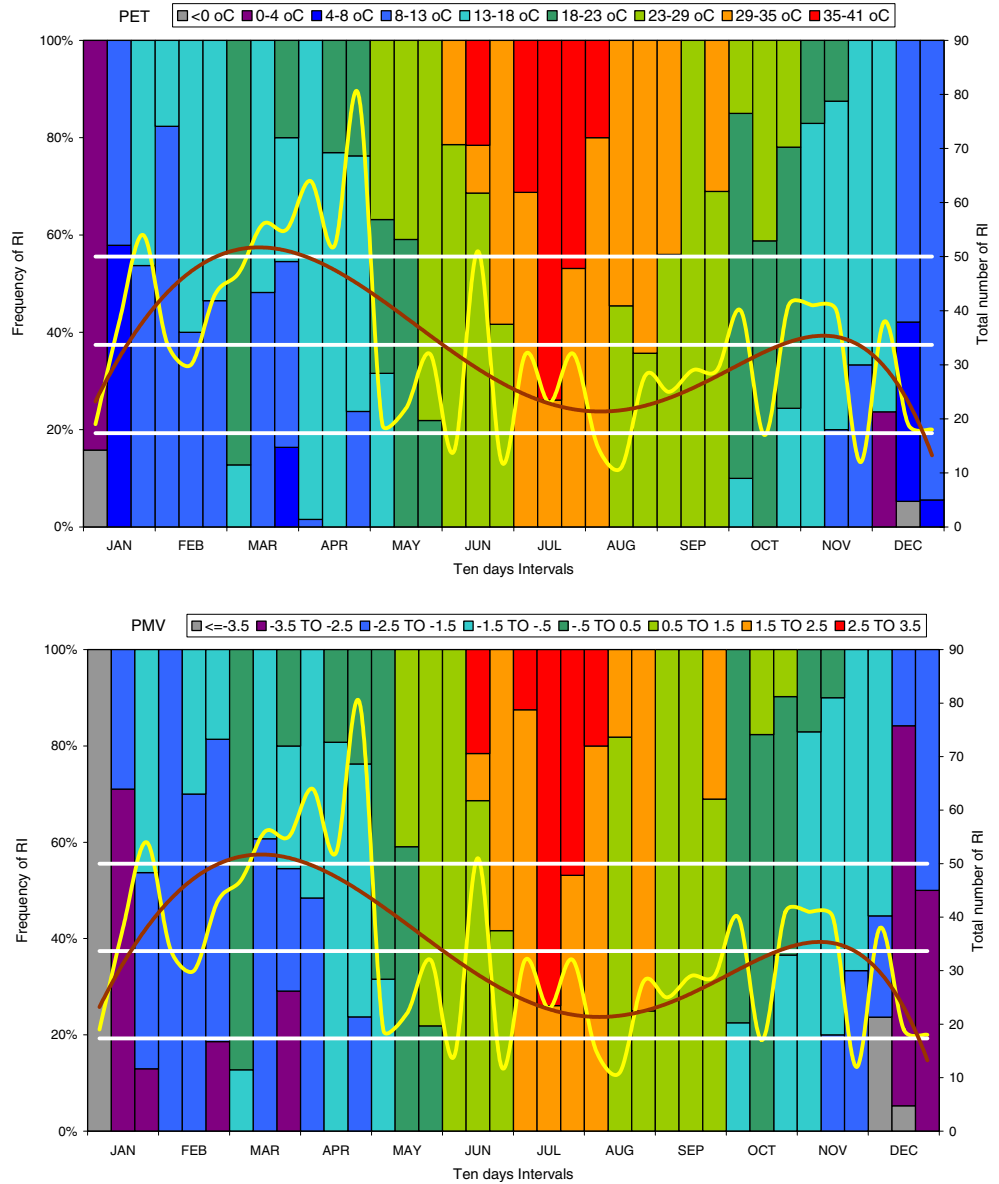 PET <0 oC 0-4 oC 4-8 oC 8-13 oC 13-18 oC 18-23 oC 23-29 oC 29-35 oC 35-41 oC
100% 90
80
80% 70
60% 60
50
40% 40
30
20% 20
10
0% 0
Frequency of RI
Total number of RI
JAN FEB MAR APR MAY JUN JUL AUG SEP OCT NOV DEC
Ten days Intervals
PMV <=-3.5 -3.5 TO -2.5 -2.5 TO -1.5 -1.5 TO -.5 -.5 TO 0.5 0.5 TO 1.5 1.5 TO 2.5 2.5 TO 3.5
100% 90
80
80% 70
60% 60
50
40% 40
30
20% 20
10
0% 0
Frequency of RI
Total number of RI
JAN FEB MAR APR MAY JUN JUL AUG SEP OCT NOV DEC
Ten days Intervals